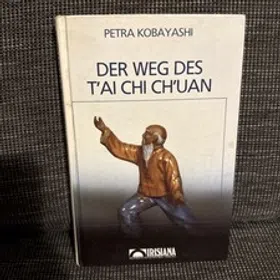 PETRA KOBAYASHI
DER WEG DES
T'AI CHI CH'UAN
IRISIANA